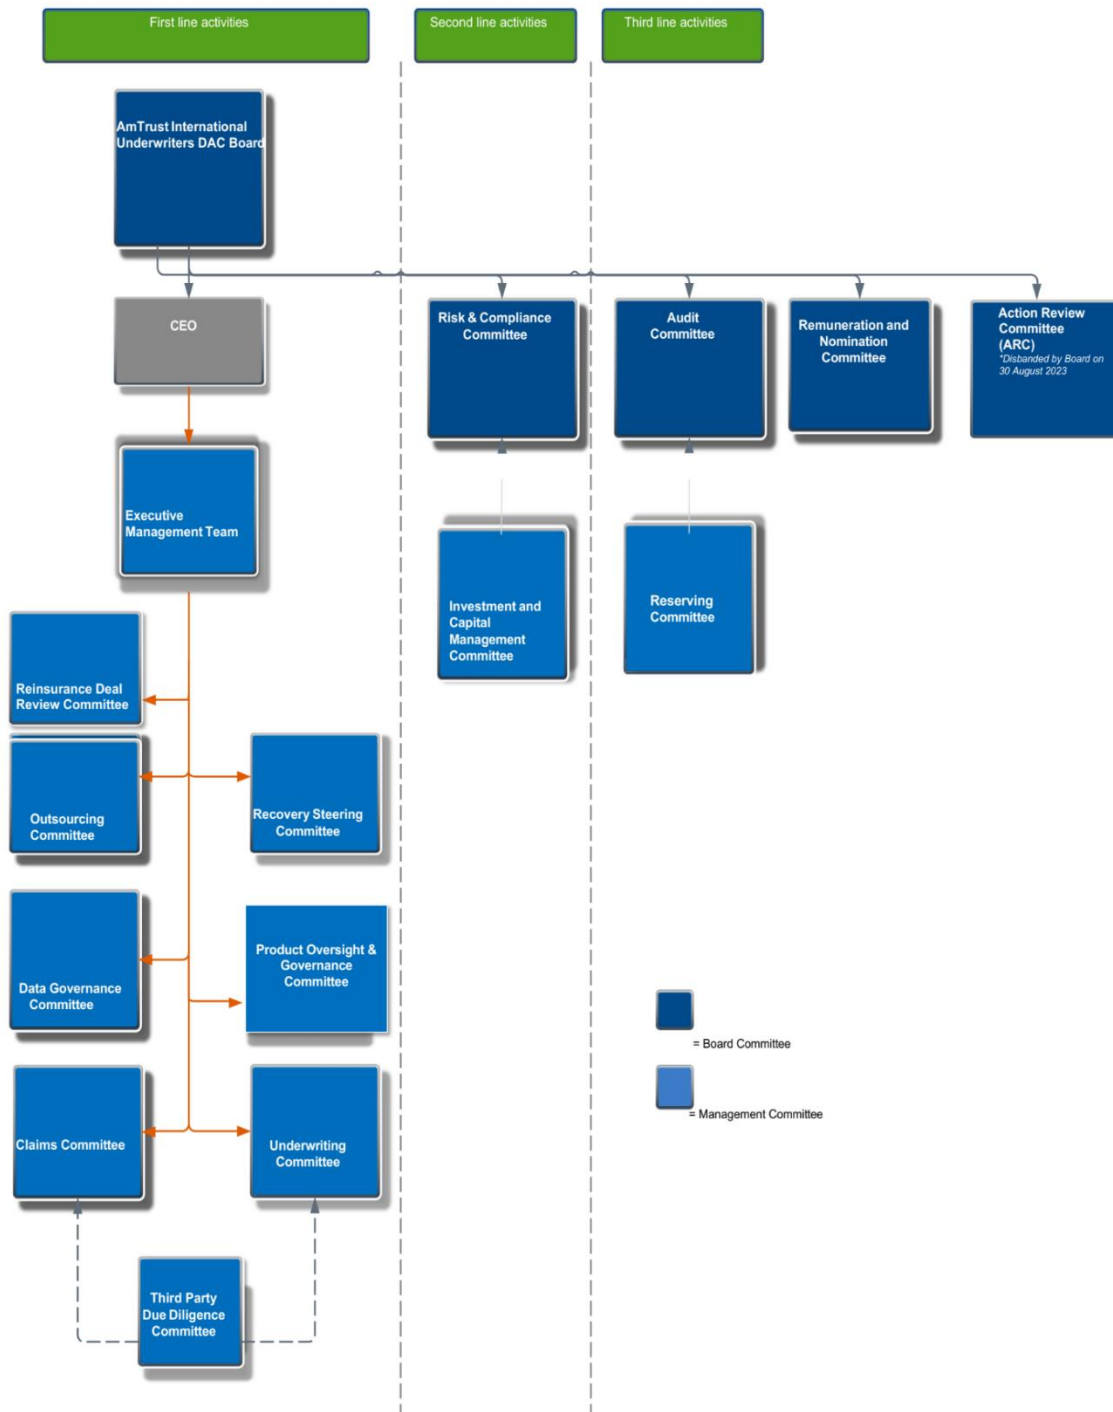 First line activities
Second line activities
Third line activities
AmTrust International
Underwriters DAC Board
CEO
Risk & Compliance
Committee
Audit
Committee
Remuneration and
Nomination
Committee
Action Review
Committee
(ARC)
*Disbanded by Board on
30 August 2023
Executive
Management Team
Investment and
Capital
Management
Committee
Reserving
Committee
Reinsurance Deal
Review Committee
Outsourcing
Committee
Recovery Steering
Committee
Data Governance
Committee
Product Oversight &
Governance
Committee
= Board Committee
= Management Committee
Claims Committee
Underwriting
Committee
Third Party
Due Diligence
Committee